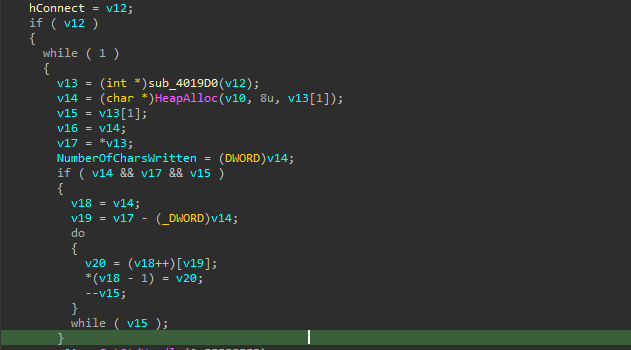 hConnect = v12;
if ( v12 )
{
while ( 1 )
{
v13 = (int *)sub_4019D0(v12);
v14 = (char *)HeapAlloc(v10, 8u, v13[1]);
v15 = v13[1];
v16 = v14;
v17 = *v13;
NumberOfCharsWritten = (DWORD)v14;
if ( v14 && v17 && v15 )
{
v18 = v14;
v19 = v17 - (_DWORD)v14;
do
{
v20 = (v18++)[v19];
*(v18 - 1) = v20;
--v15;
}
while ( v15 );
}